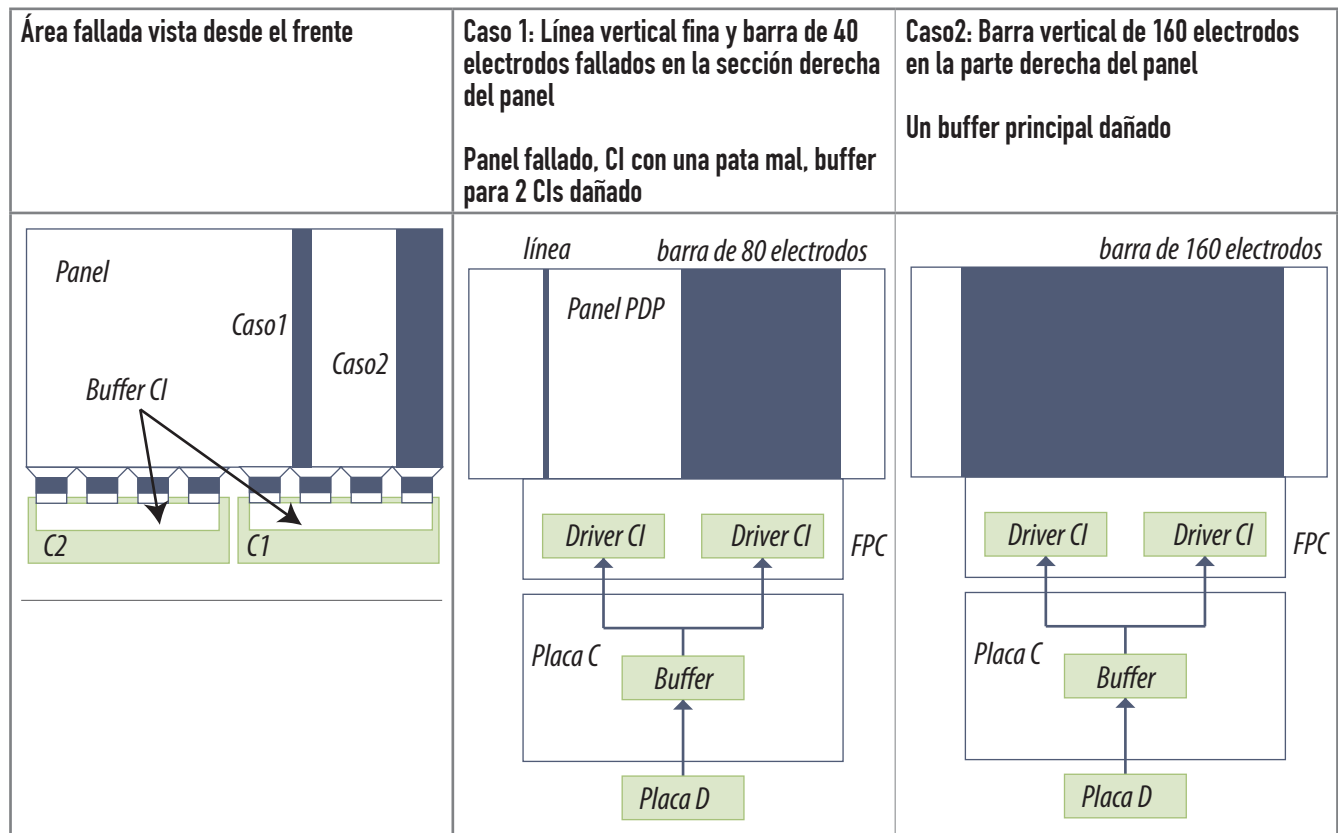 Área fallada vista desde el frente
Caso 1: Línea vertical fina y barra de 40
electrodos fallados en la sección derecha
del panel
Panel fallado, CI con una pata mal, buffer
para 2 CIs dañado
Caso2: Barra vertical de 160 electrodos
en la parte derecha del panel
Un buffer principal dañado
Panel
Caso1
Caso2
Buffer CI
C2
C1
línea
barra de 80 electrodos
Panel PDP
Driver CI
Driver CI
FPC
Placa C
Buffer
Placa D
barra de 160 electrodos
Driver CI
Driver CI
FPC
Placa C
Buffer
Placa D